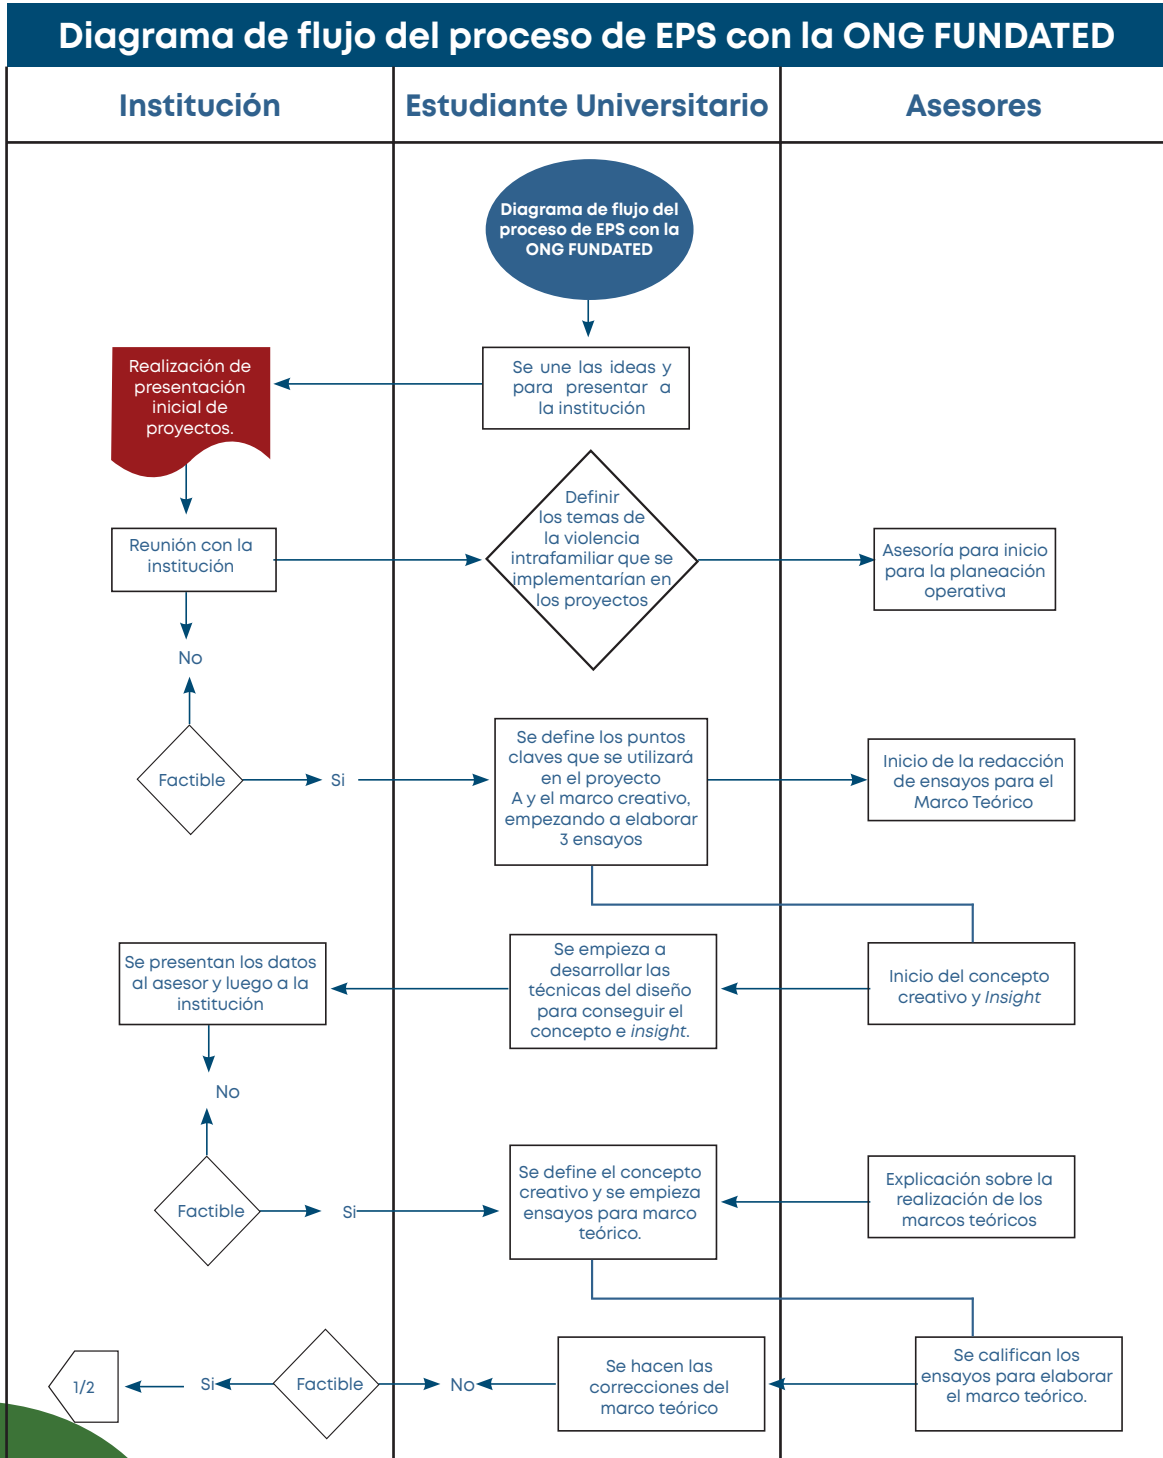 Diagrama de flujo del proceso de EPS con la ONG FUNDATED
Institución
Estudiante Universitario
Asesores
Diagrama de flujo del
proceso de EPS con la
ONG FUNDATED
Se une las ideas y
para presentar a
la institución
Realización de
presentación
inicial de
proyectos.
Reunión con la
institución
Definir
los temas de
la violencia
intrafamiliar que se
implementarían en
los proyectos
Asesoría para inicio
para la planeación
operativa
No
Factible
Si
Se define los puntos
claves que se utilizará
en el proyecto
A y el marco creativo,
empezando a elaborar
3 ensayos
Inicio de la redacción
de ensayos para el
Marco Teórico
Se presentan los datos
al asesor y luego a la
institución
Se empieza a
desarrollar las
técnicas del diseño
para conseguir el
concepto e insight.
Inicio del concepto
creativo y Insight
No
Factible
Si
Se define el concepto
creativo y se empieza
ensayos para marco
teórico.
Explicación sobre la
realización de los
marcos teóricos
1/2
Si
Factible
No
Se hacen las
correcciones del
marco teórico
Se califican los
ensayos para elaborar
el marco teórico.